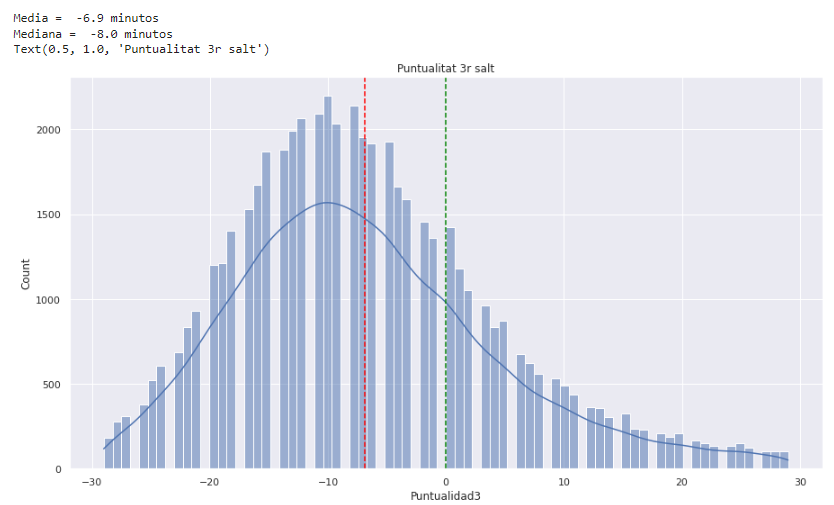 Media =  -6.9 minutos
Mediana =  -8.0 minutos
Text(0.5, 1.0, 'Puntualitat 3r salt')
Puntualitat 3r salt
2000
1500
1000
500
0
Count
−30
−20
−10
0
10
20
30
Puntualidad3